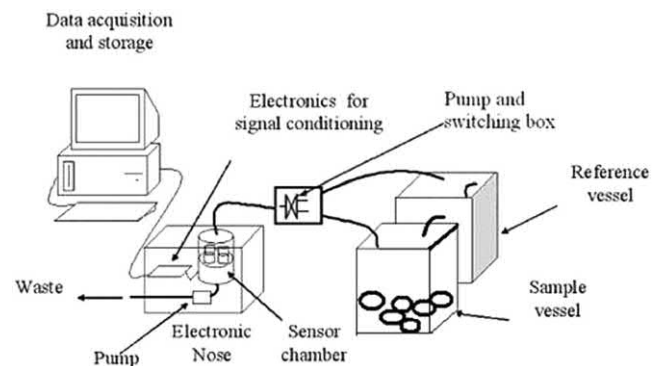 Data acquisition
and storage
Electronics for
signal conditioning
Pump and
switching box
Reference
vessel
Waste
Sample
vessel
Pump
Electronic
Nose
Sensor
chamber